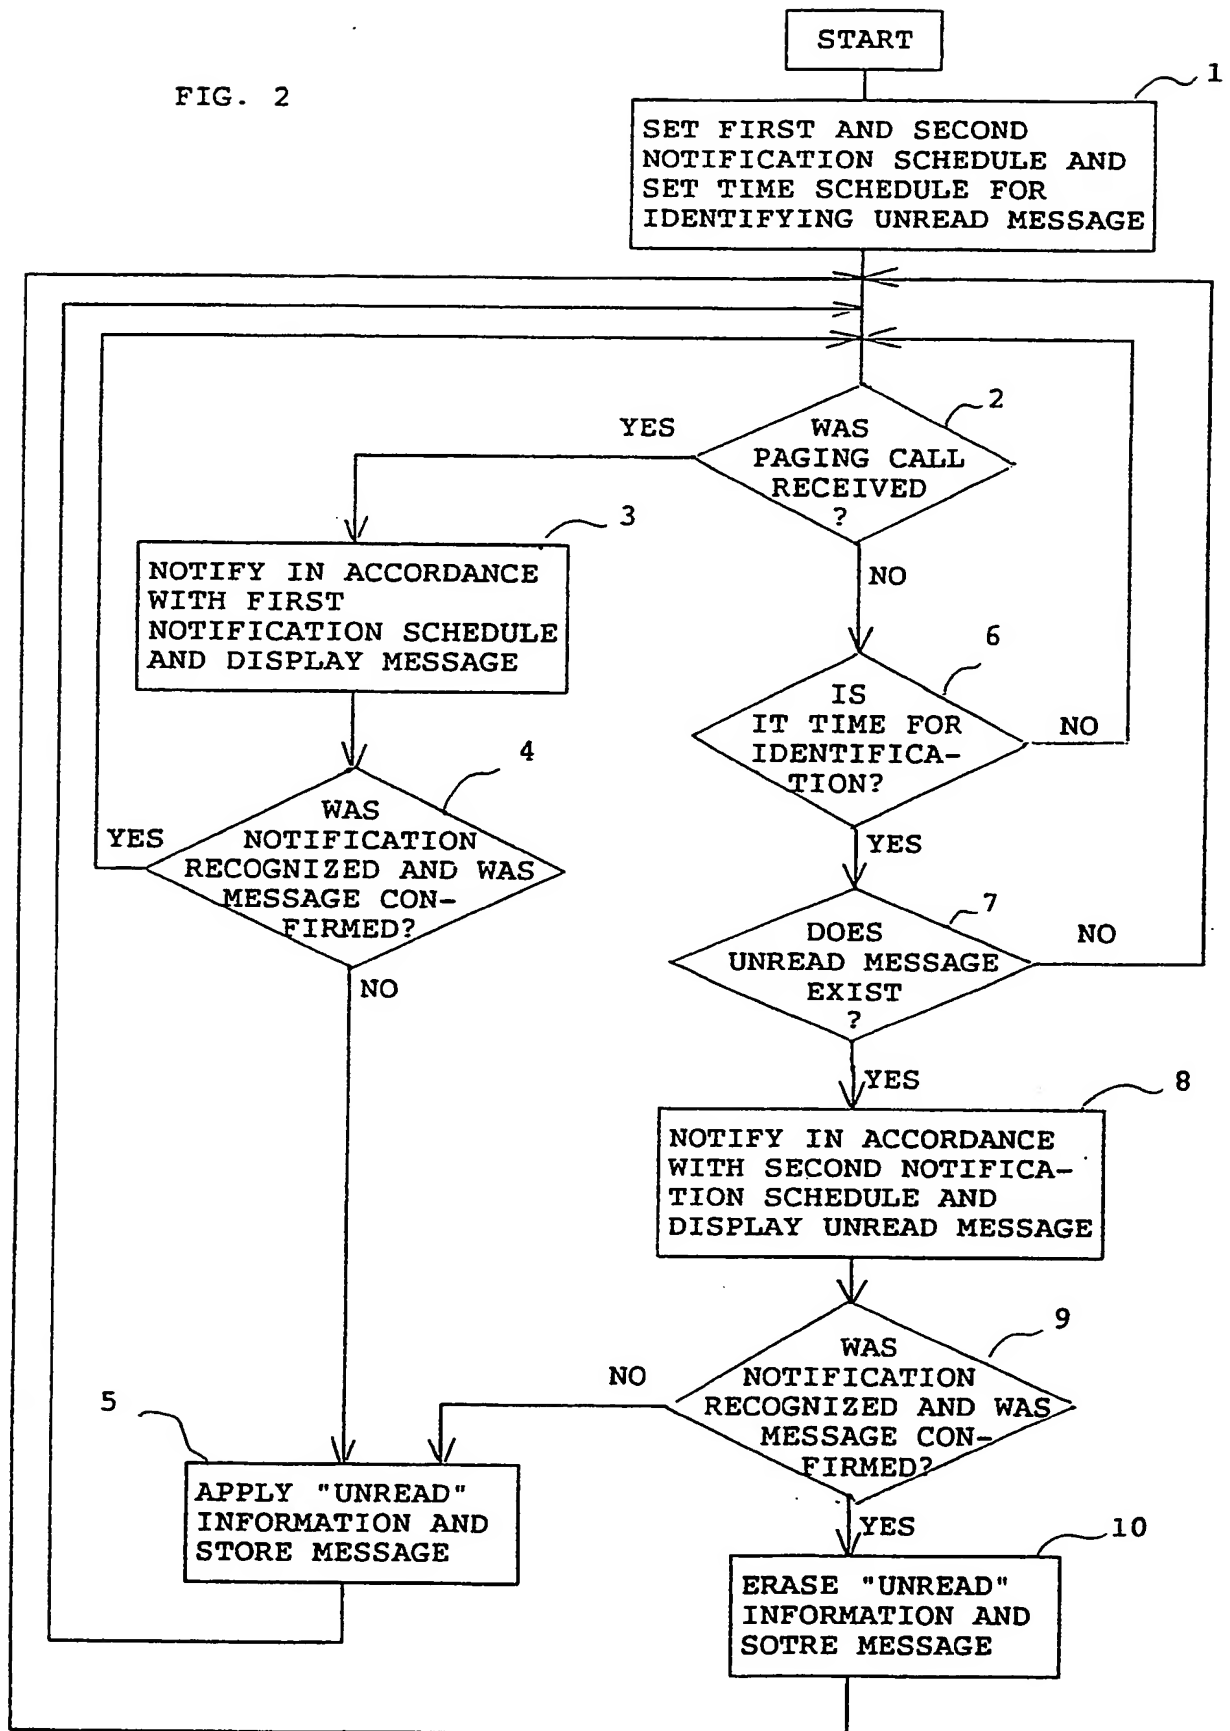 START
FIG. 2
1
SET FIRST AND SECOND
NOTIFICATION SCHEDULE AND
SET TIME SCHEDULE FOR
IDENTIFYING UNREAD MESSAGE
2
YES
WAS
PAGING CALL
RECEIVED
?
NO
3
NOTIFY IN ACCORDANCE
WITH FIRST
NOTIFICATION SCHEDULE
AND DISPLAY MESSAGE
6
IS
IT TIME FOR
IDENTIFICA-
TION?
NO
YES
4
WAS
NOTIFICATION
RECOGNIZED AND WAS
MESSAGE CON-
FIRMED?
YES
NO
7
DOES
UNREAD MESSAGE
EXIST
?
NO
YES
8
NOTIFY IN ACCORDANCE
WITH SECOND NOTIFICA-
TION SCHEDULE AND
DISPLAY UNREAD MESSAGE
9
WAS
NOTIFICATION
RECOGNIZED AND WAS
MESSAGE CON-
FIRMED?
NO
YES
5
APPLY "UNREAD"
INFORMATION AND
STORE MESSAGE
10
ERASE "UNREAD"
INFORMATION AND
SOTRE MESSAGE